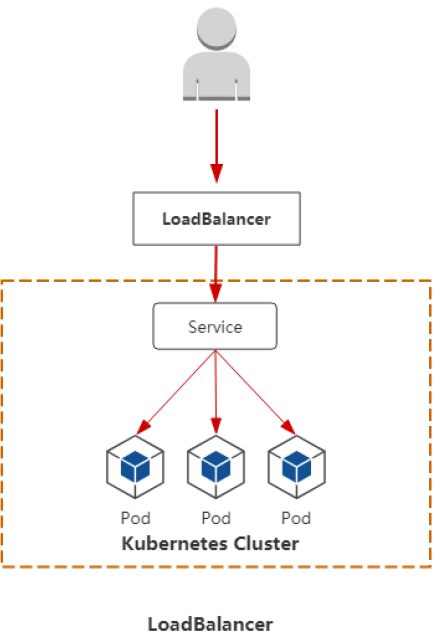 LoadBalancer
Service
Pod Pod Pod
Kubernetes Cluster
LoadBalancer